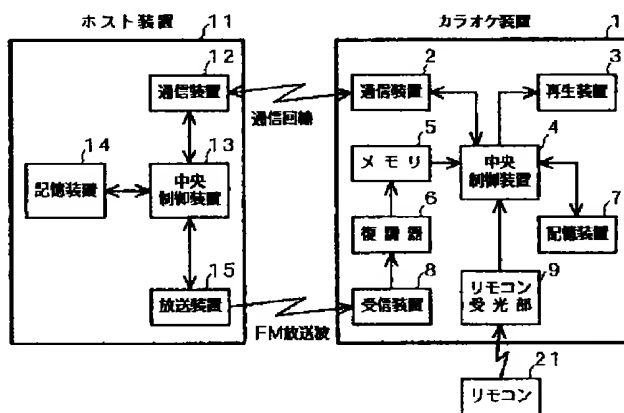 ホスト装置
11
カラオケ装置
1
12
通信装置
通信回線
2
通信装置
3
再生装置
14
記憶装置
13
中央
制御装置
5
メモリ
4
中央
制御装置
6
復調器
7
記憶装置
15
放送装置
FM放送波
8
受信装置
9
リモコン
受光部
21
リモコン